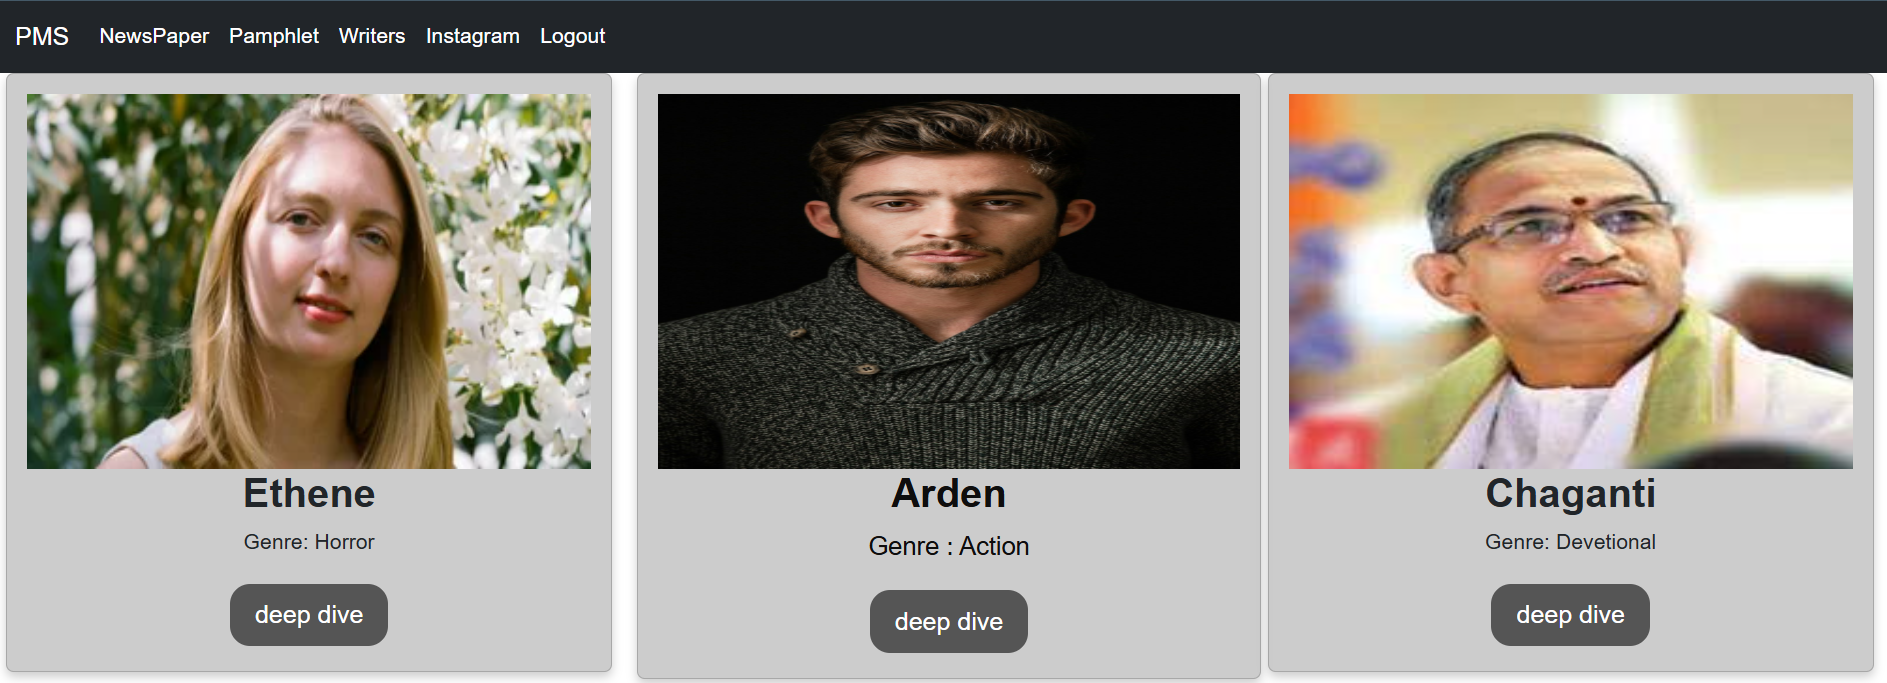 PMS NewsPaper Pamphlet Writers Instagram Logout
Ethene
Genre: Horror
deep dive
Arden
Genre : Action
deep dive
Chaganti
Genre: Devetional
deep dive